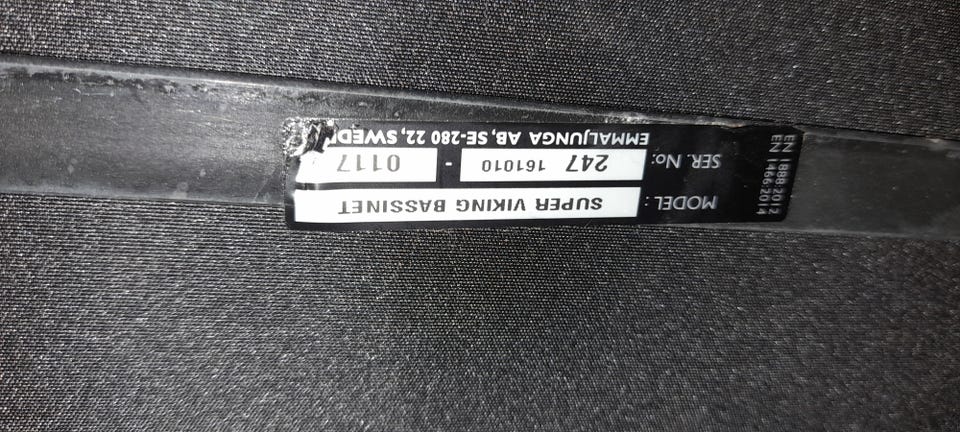 MODEL: SUPER VIKING BASSINET
SER. No: 247 161010 - 0117
EMMALJUNGA AB, SE-280 22, SWED
EN 1888:2012
EN 1466:2014